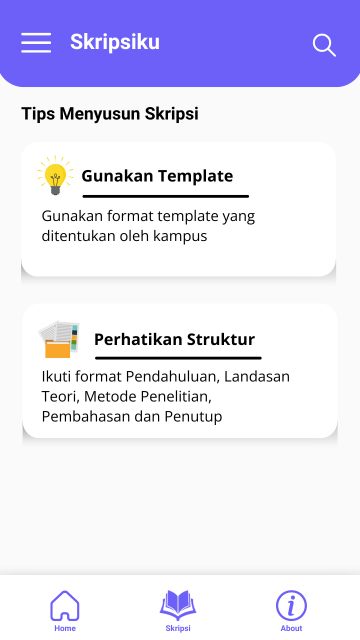 Skripsiku
Tips Menyusun Skripsi
Gunakan Template
Gunakan format template yang
ditentukan oleh kampus
Perhatikan Struktur
Ikuti format Pendahuluan, Landasan
Teori, Metode Penelitian,
Pembahasan dan Penutup
Home
Skripsi
About